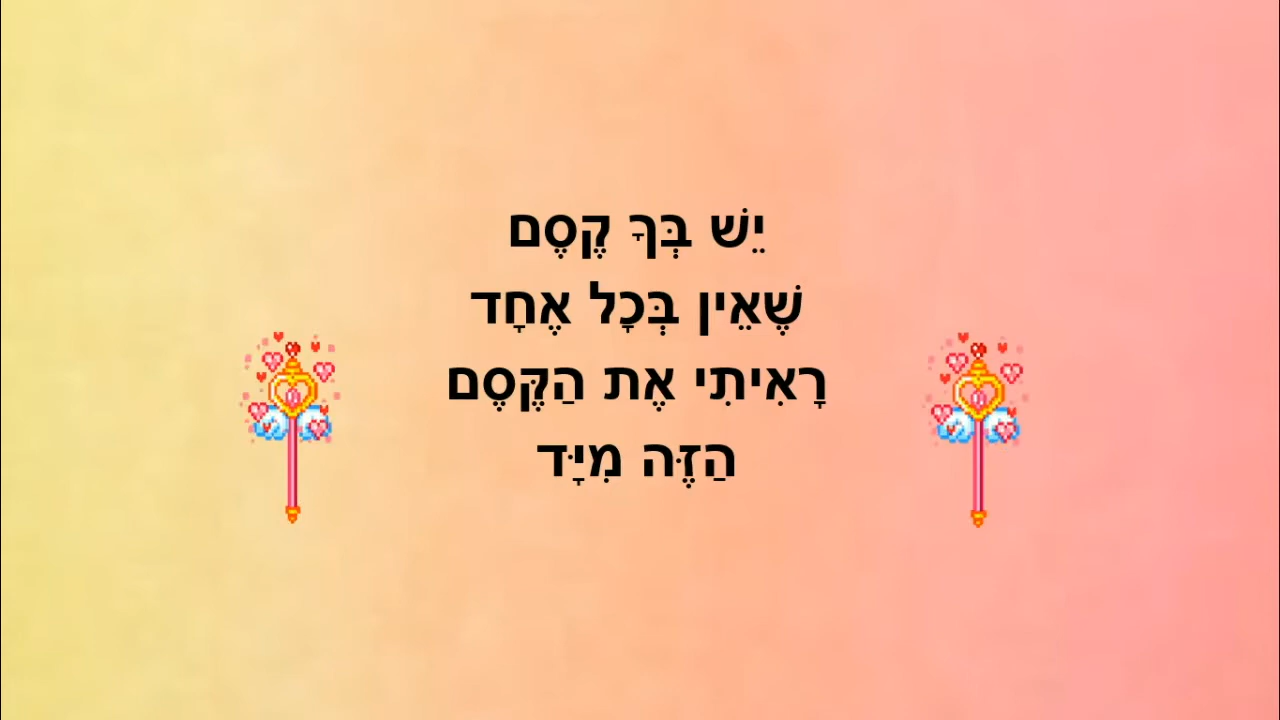 יֵשׁ בְּךָ קֶסֶם
שֶׁאֵין בְּכָל אֶחָד
רָאִיתִי אֶת הַקֶּסֶם
הַזֶּה מִיָּד